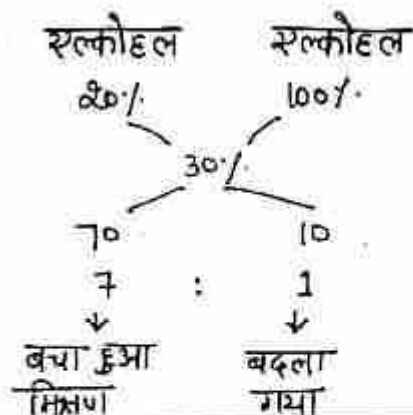 एल्कोहल एल्कोहल
20% 100%
30%
70 10
7 : 1
बचा हुआ बदला
मिश्रण गया